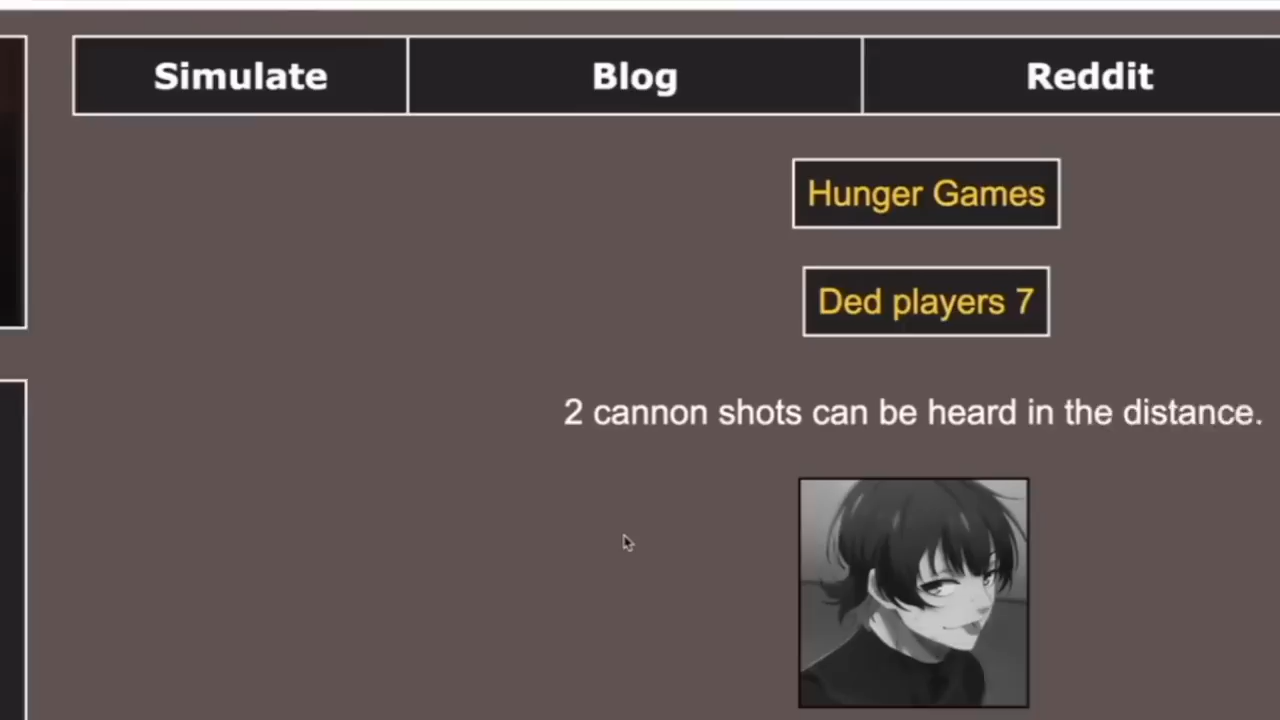 Simulate Blog Reddit
Hunger Games
Ded players 7
2 cannon shots can be heard in the distance.